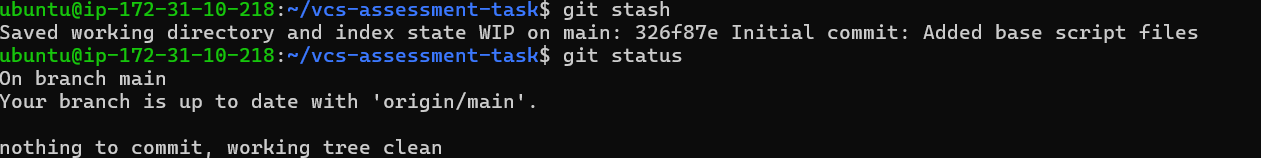 ubuntu@ip-172-31-10-218:~/vcs-assessment-task$ git stash
Saved working directory and index state WIP on main: 326f87e Initial commit: Added base script files
ubuntu@ip-172-31-10-218:~/vcs-assessment-task$ git status
On branch main
Your branch is up to date with 'origin/main'.
nothing to commit, working tree clean